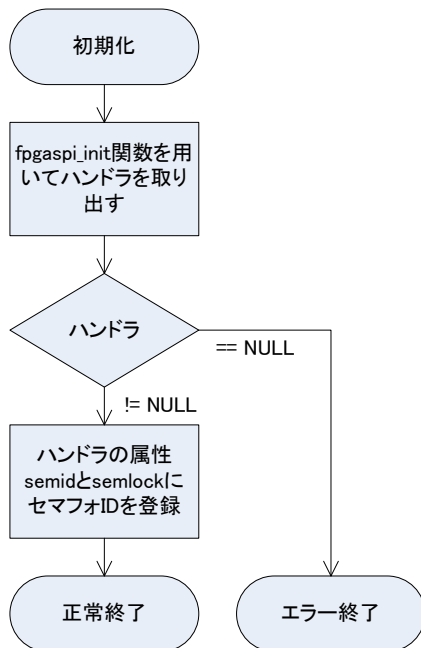 初期化
fpgaspi_init関数を用
いてハンドラを取り
出す
ハンドラ
== NULL
!= NULL
ハンドラの属性
semidとsemlockに
セマフォIDを登録
正常終了
エラー終了